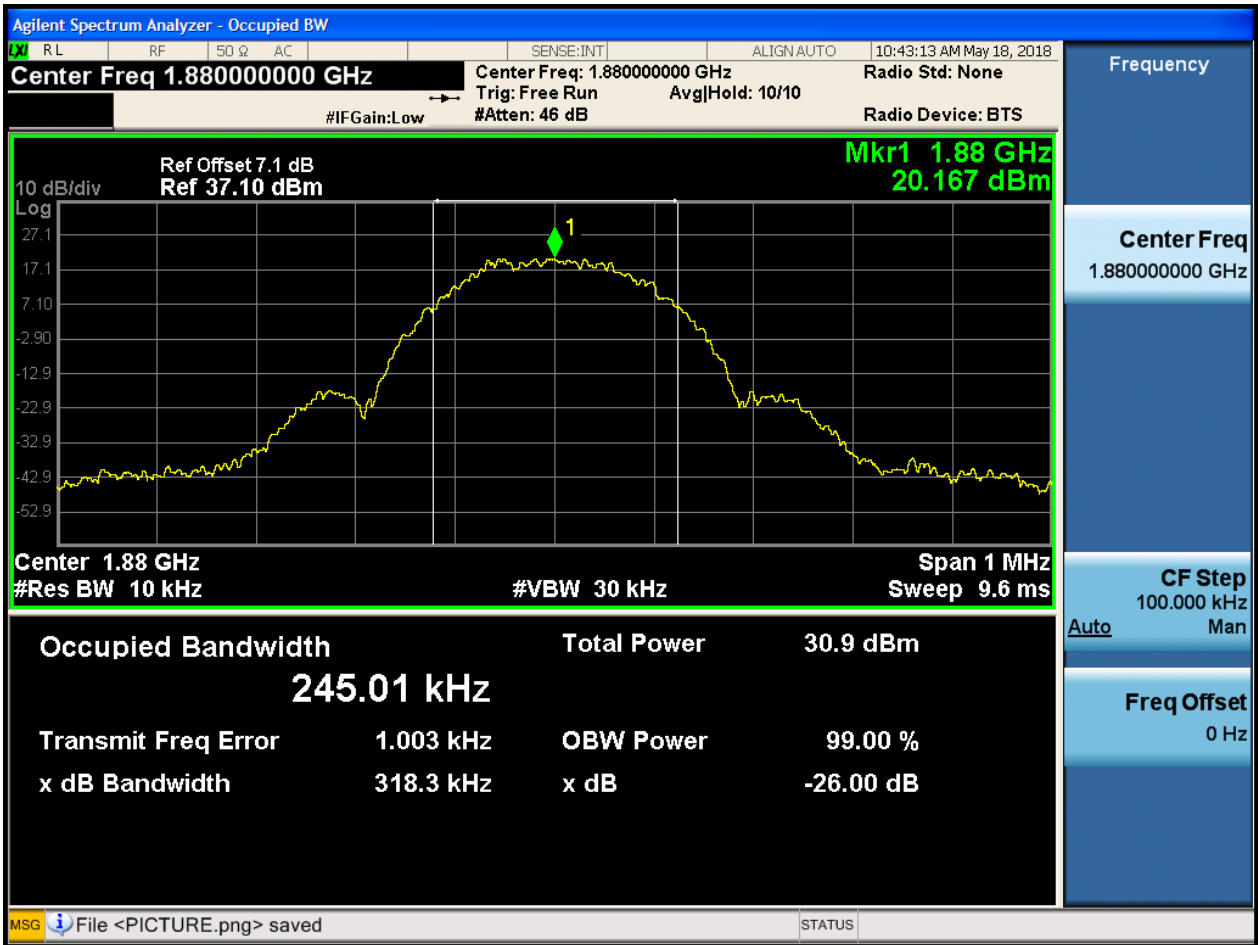 Agilent Spectrum Analyzer - Occupied BW
LXI RL RF 50 Ω AC SENSE:INT ALIGN AUTO 10:43:13 AM May 18, 2018
Center Freq 1.880000000 GHz
Center Freq: 1.880000000 GHz
Radio Std: None
Trig: Free Run Avg|Hold: 10/10
#IFGain:Low
#Atten: 46 dB
Radio Device: BTS
Ref Offset 7.1 dB
10 dB/div Ref 37.10 dBm
Mkr1 1.88 GHz
20.167 dBm
Log
27.1
17.1
7.10
-2.90
-12.9
-22.9
-32.9
-42.9
-52.9
1
Center 1.88 GHz Span 1 MHz
#Res BW 10 kHz #VBW 30 kHz Sweep 9.6 ms
Occupied Bandwidth Total Power 30.9 dBm
245.01 kHz
Transmit Freq Error 1.003 kHz OBW Power 99.00 %
x dB Bandwidth 318.3 kHz x dB -26.00 dB
MSG File <PICTURE.png> saved STATUS
Frequency
Center Freq
1.880000000 GHz
CF Step
100.000 kHz
Auto Man
Freq Offset
0 Hz